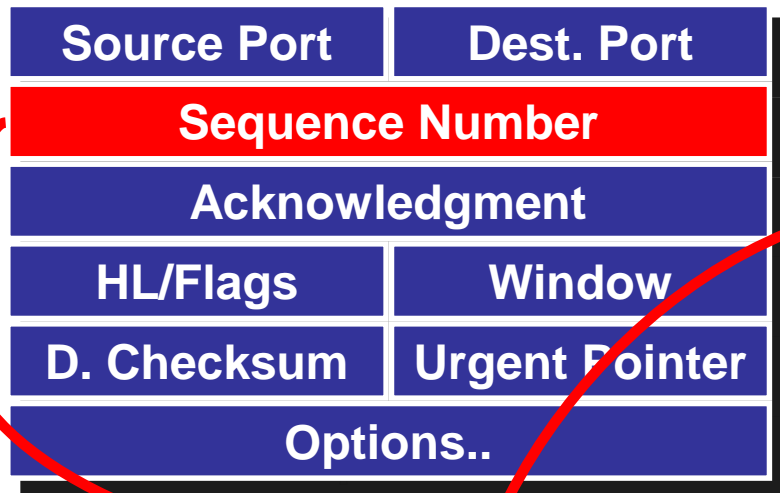 Source Port Dest. Port
Sequence Number
Acknowledgment
HL/Flags Window
D. Checksum Urgent Pointer
Options..